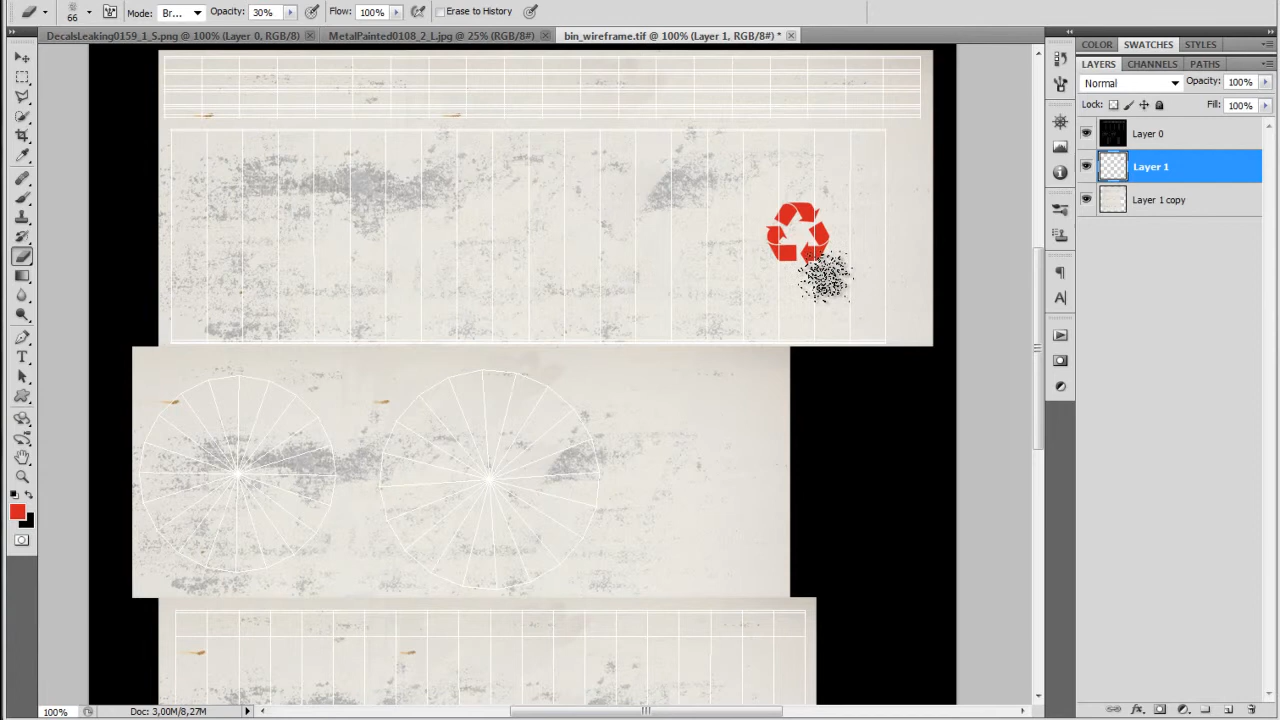 66 Mode: Br... Opacity: 30% Flow: 100% Erase to History
DecalsLeaking0159_1_S.png @ 100% (Layer 0, RGB/8)
MetalPainted0108_2_L.jpg @ 25% (RGB/8#)
bin_wireframe.tif @ 100% (Layer 1, RGB/8#) *
COLOR SWATCHES STYLES
LAYERS CHANNELS PATHS
Normal Opacity: 100%
Lock: Fill: 100%
Layer 0
Layer 1
Layer 1 copy
100% Doc: 3,00M/8,27M